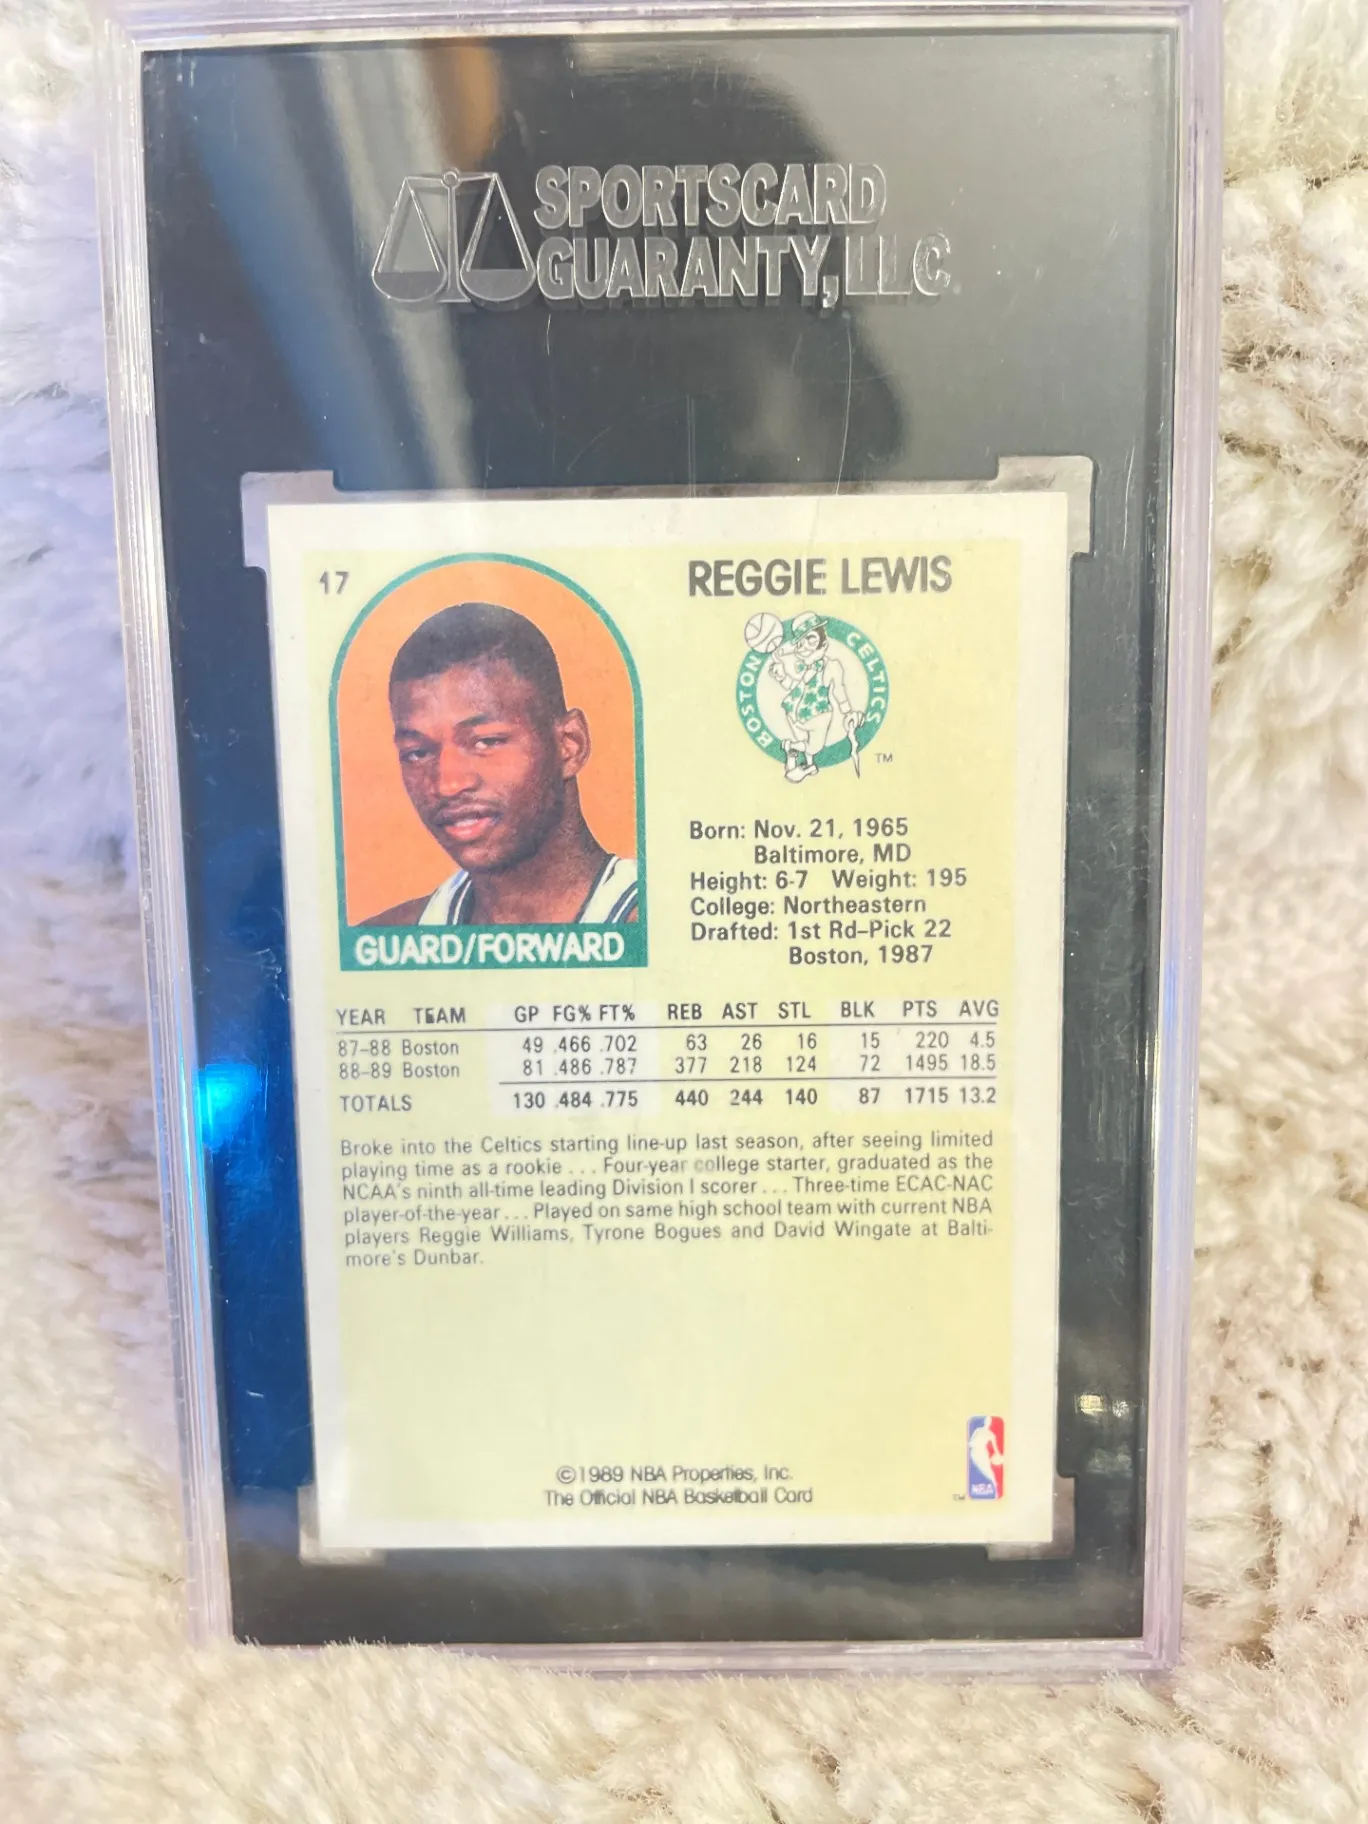 SPORTSCARD
GUARANTY, LLC.
17
REGGIE LEWIS
BOSTON CELTICS
TM
Born: Nov. 21, 1965
Baltimore, MD
Height: 6-7 Weight: 195
College: Northeastern
Drafted: 1st Rd-Pick 22
Boston, 1987
GUARD/FORWARD
YEAR TEAM GP FG% FT% REB AST STL BLK PTS AVG
87-88 Boston 49 .466 .702 63 26 16 15 220 4.5
88-89 Boston 81 .486 .787 377 218 124 72 1495 18.5
TOTALS 130 .484 .775 440 244 140 87 1715 13.2
Broke into the Celtics starting line-up last season, after seeing limited
playing time as a rookie . . . Four-year college starter, graduated as the
NCAA's ninth all-time leading Division I scorer . . . Three-time ECAC-NAC
player-of-the-year . . . Played on same high school team with current NBA
players Reggie Williams, Tyrone Bogues and David Wingate at Balti-
more's Dunbar.
©1989 NBA Properties, Inc.
The Official NBA Basketball Card
TM
NBA